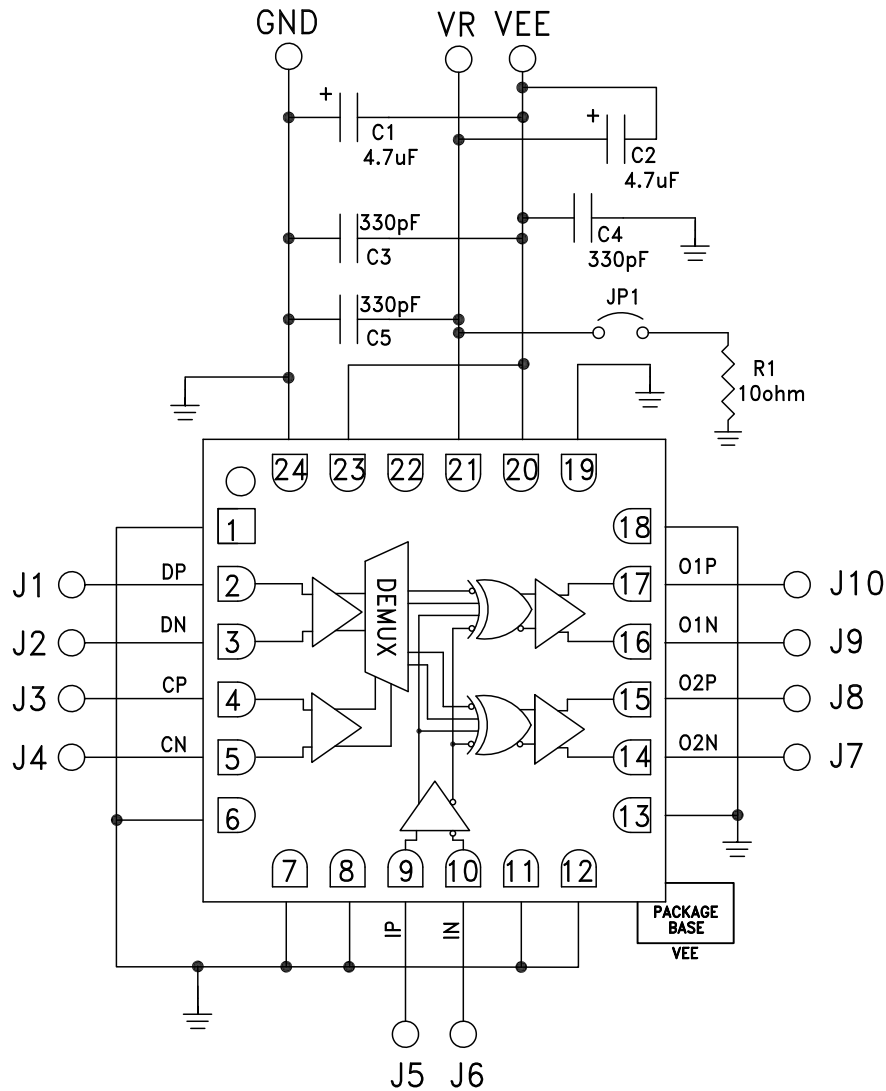 GND VR VEE
+ C1 4.7uF
+ C2 4.7uF
330pF C3
C4 330pF
330pF C5
JP1
R1 10ohm
24 23 22 21 20 19
1 18
J1 DP 2 17 O1P J10
J2 DN 3 16 O1N J9
J3 CP 4 15 O2P J8
J4 CN 5 14 O2N J7
DEMUX
6 13
7 8 9 10 11 12
IP IN
PACKAGE
BASE
VEE
J5 J6